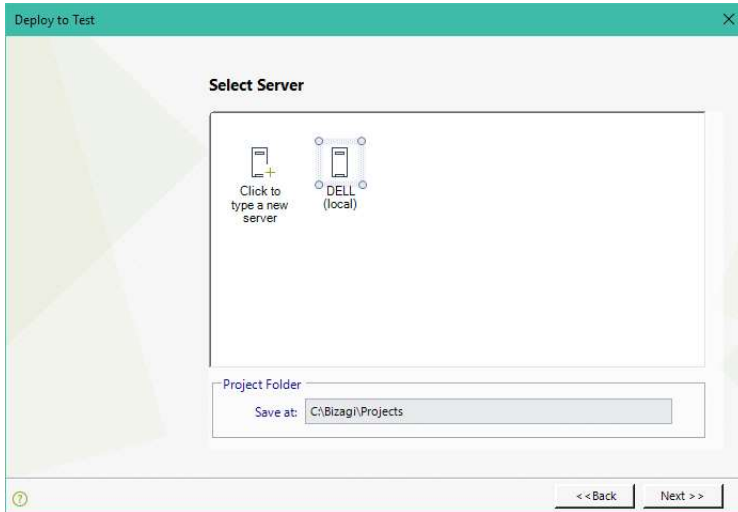 Deploy to Test
Select Server
Click to
type a new
server
DELL
(local)
Project Folder
Save at: C:\Bizagi\Projects
?
<<Back Next >>